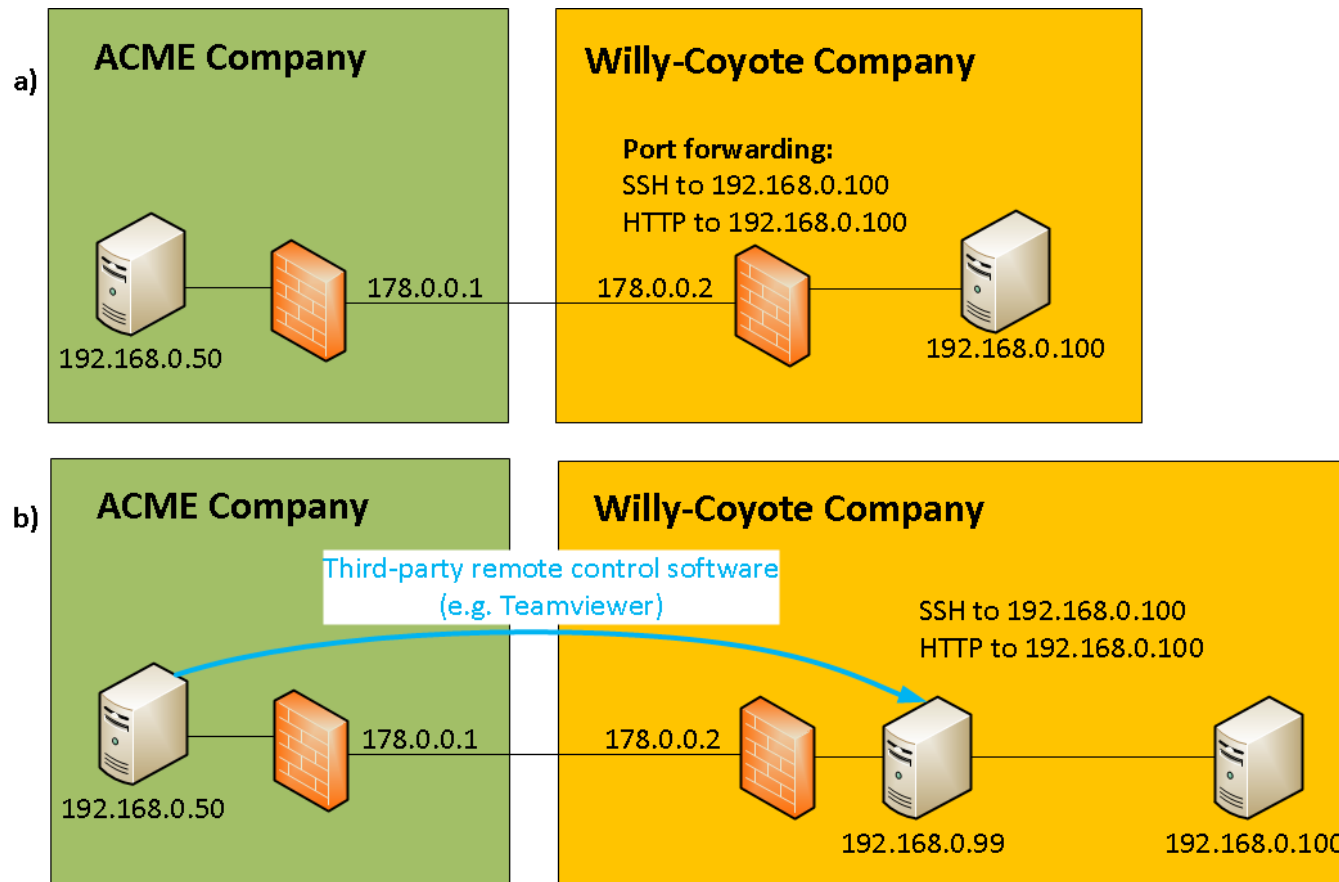 a)
ACME Company
Willy-Coyote Company
Port forwarding:
SSH to 192.168.0.100
HTTP to 192.168.0.100
178.0.0.1
178.0.0.2
192.168.0.50
192.168.0.100
b)
ACME Company
Willy-Coyote Company
Third-party remote control software
(e.g. Teamviewer)
SSH to 192.168.0.100
HTTP to 192.168.0.100
178.0.0.1
178.0.0.2
192.168.0.50
192.168.0.99
192.168.0.100